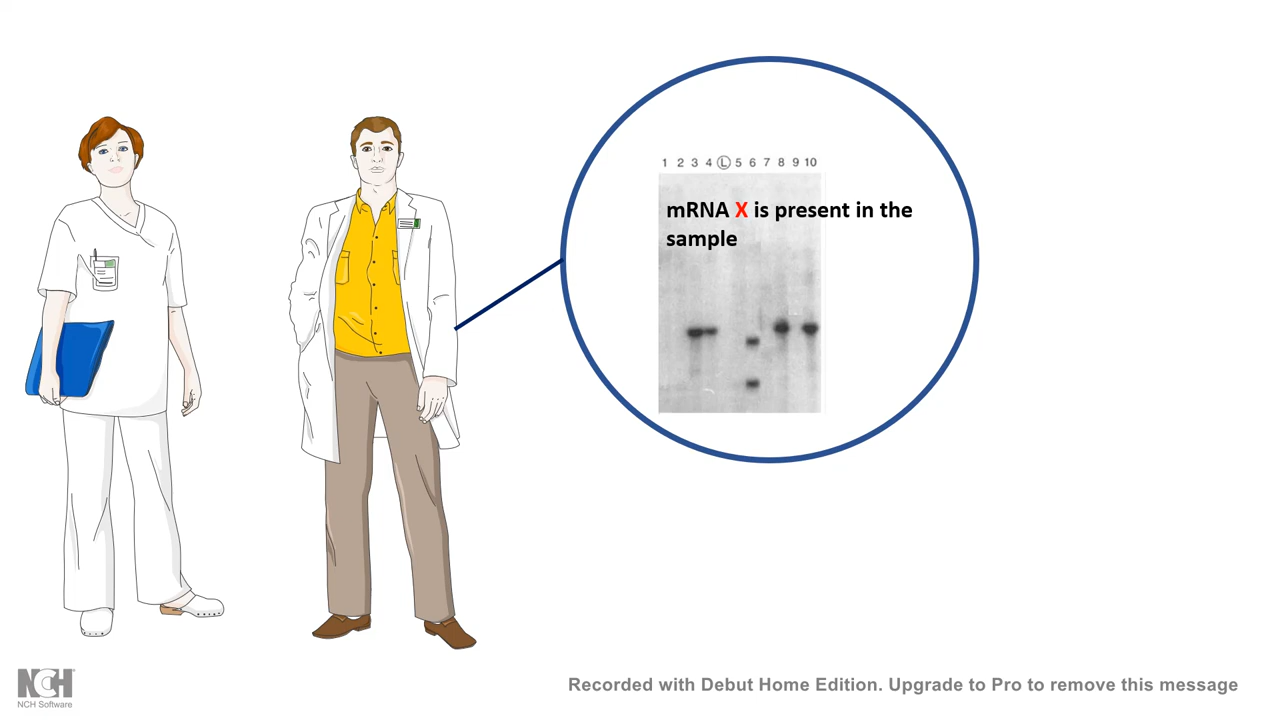 1 2 3 4 Ⓛ 5 6 7 8 9 10
mRNA X is present in the
sample
NCH
NCH Software
Recorded with Debut Home Edition. Upgrade to Pro to remove this message